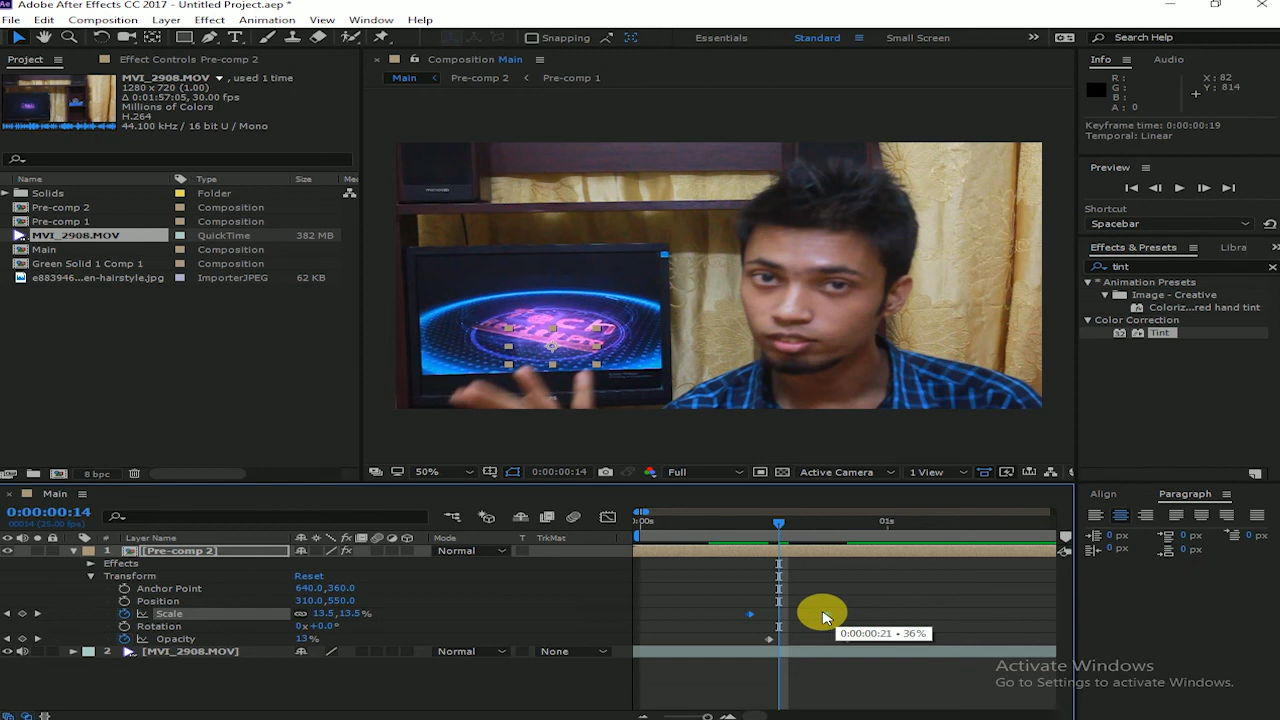 Adobe After Effects CC 2017 - Untitled Project.aep *
File Edit Composition Layer Effect Animation View Window Help
Snapping Essentials Standard Small Screen Search Help
Project Effect Controls Pre-comp 2
MVI_2908.MOV ▼, used 1 time
1280 x 720 (1.00)
Δ 0:01:57:05, 30.00 fps
Millions of Colors
H.264
44.100 kHz / 16 bit U / Mono
Name Type Size Me
Solids Folder
Pre-comp 2 Composition
Pre-comp 1 Composition
MVI_2908.MOV QuickTime 382 MB
Main Composition
Green Solid 1 Comp 1 Composition
e883946...en-hairstyle.jpg ImporterJPEG 62 KB
8 bpc
Composition Main
Main Pre-comp 2 Pre-comp 1
50% 0:00:00:14 Full Active Camera 1 View
Info Audio
R: X: 82
G: Y: 814
B:
A: 0
Keyframe time: 0:00:00:19
Temporal: Linear
Preview
Shortcut
Spacebar
Effects & Presets Libra
tint
* Animation Presets
Image - Creative
Coloriz...red hand tint
Color Correction
Tint
Align Paragraph
0 px 0 px 0 px
0 px 0 px
Main
0:00:00:14
00014 (25.00 fps)
:00s 01s
# Layer Name Mode T TrkMat
1 [Pre-comp 2] Normal
Effects
Transform Reset
Anchor Point 640.0,360.0
Position 310.0,550.0
Scale 13.5,13.5%
Rotation 0x+0.0°
Opacity 13%
2 [MVI_2908.MOV] Normal None
0:00:00:21 • 36%
Activate Windows
Go to Settings to activate Windows.